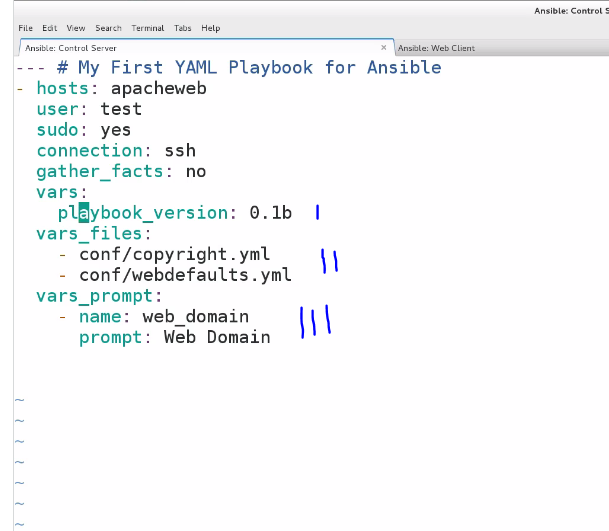 Ansible: Control S
File Edit View Search Terminal Tabs Help
Ansible: Control Server × Ansible: Web Client
--- # My First YAML Playbook for Ansible
- hosts: apacheweb
user: test
sudo: yes
connection: ssh
gather_facts: no
vars:
playbook_version: 0.1b I
vars_files:
- conf/copyright.yml
- conf/webdefaults.yml II
vars_prompt:
- name: web_domain
prompt: Web Domain III
~
~
~
~
~
~
~